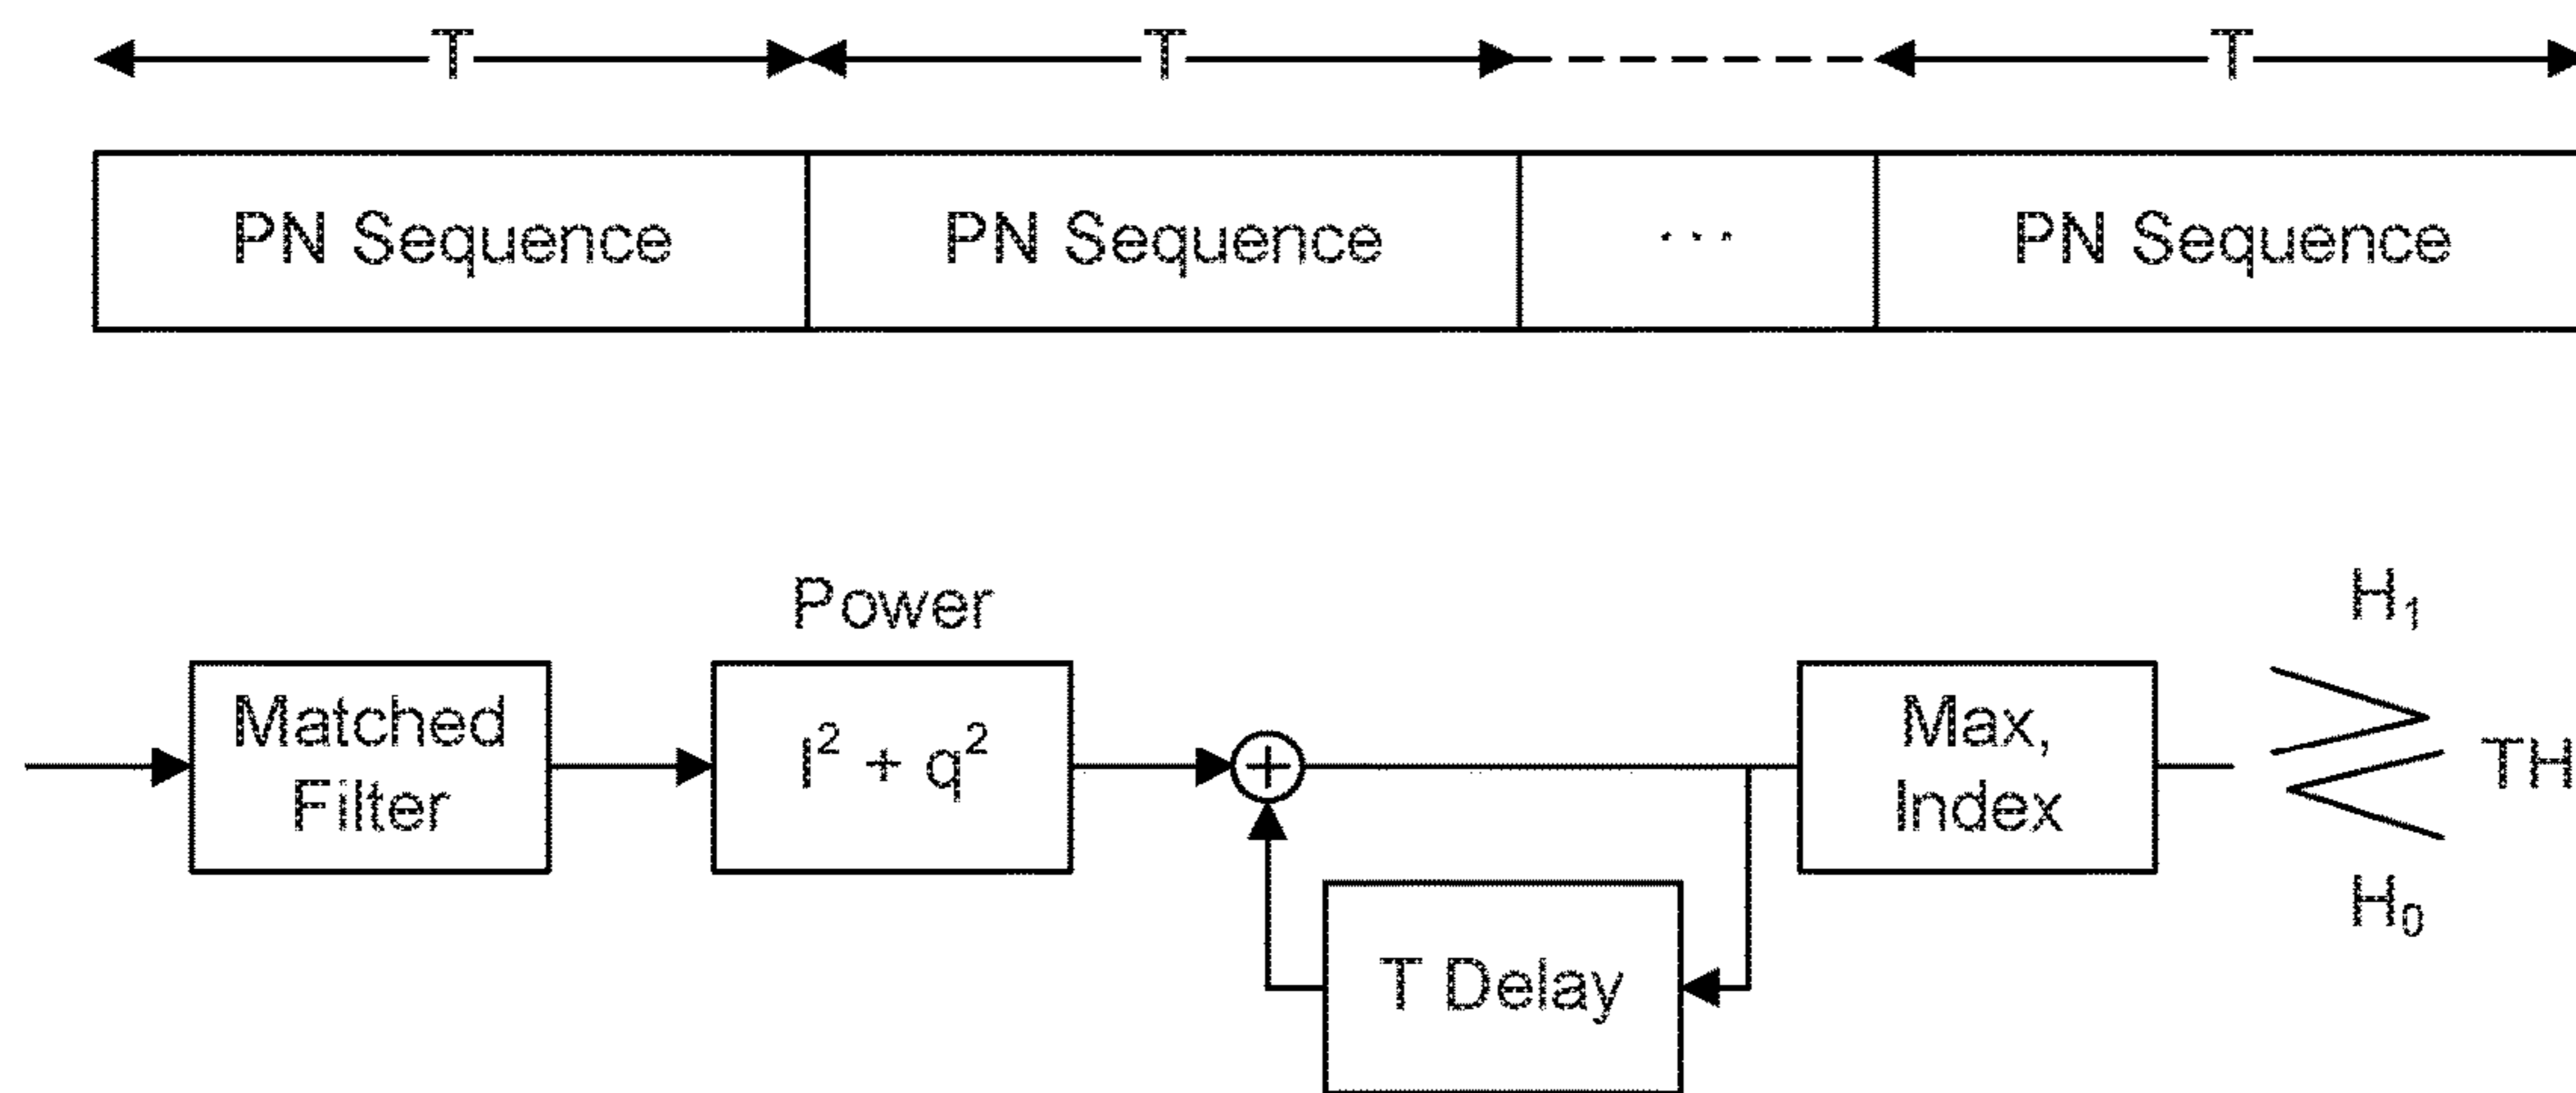 T T T
PN Sequence PN Sequence ... PN Sequence
Power
Matched
Filter
I² + q²
Max,
Index
H₁
TH
H₀
T Delay